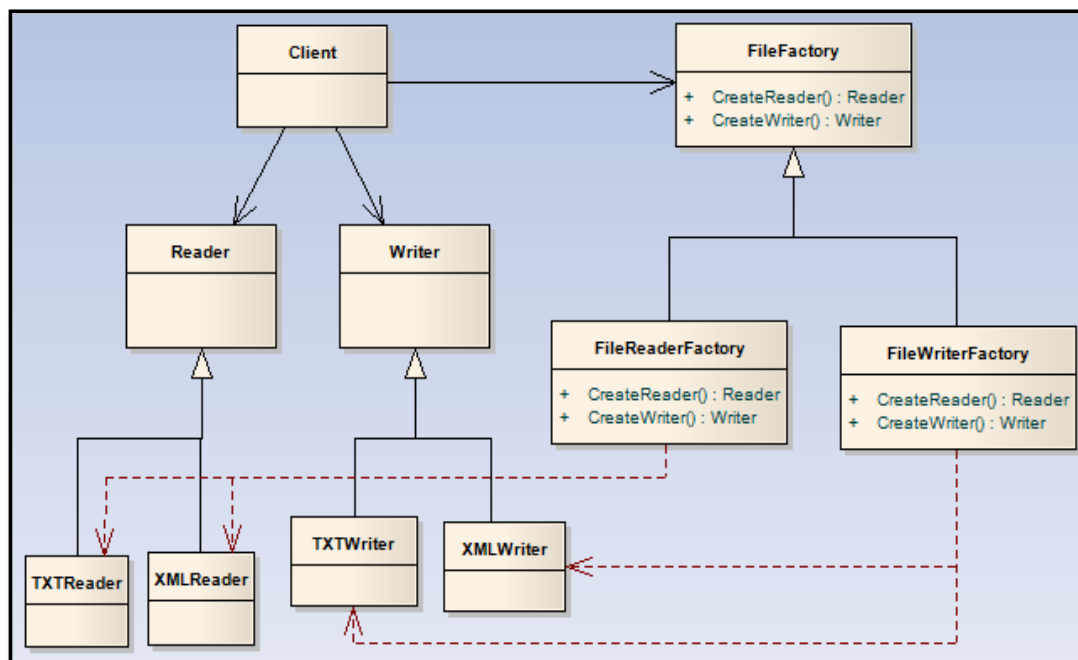 Client
FileFactory
+ CreateReader() : Reader
+ CreateWriter() : Writer
Reader
Writer
FileReaderFactory
+ CreateReader() : Reader
+ CreateWriter() : Writer
FileWriterFactory
+ CreateReader() : Reader
+ CreateWriter() : Writer
TXTReader
XMLReader
TXTWriter
XMLWriter